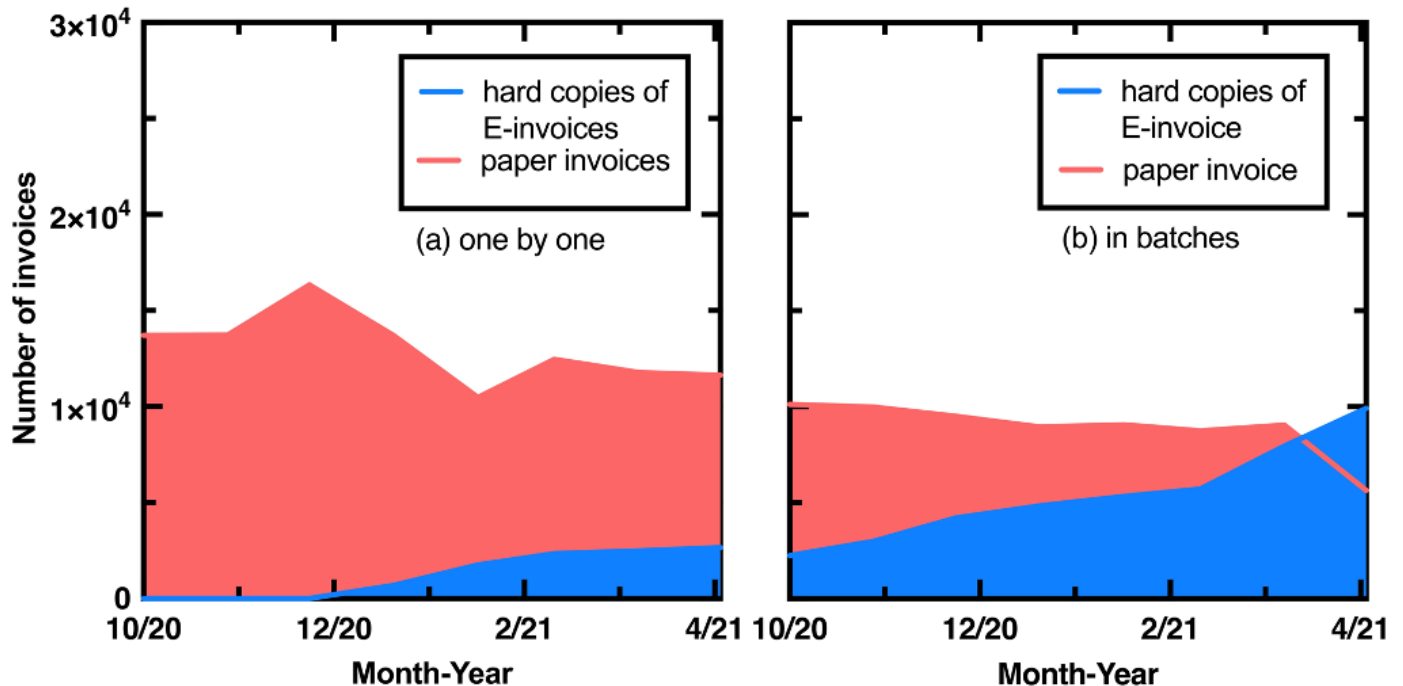 3×10⁴
2×10⁴
1×10⁴
0
Number of invoices
hard copies of
E-invoices
paper invoices
(a) one by one
10/20 12/20 2/21 4/21
Month-Year
hard copies of
E-invoice
paper invoice
(b) in batches
10/20 12/20 2/21 4/21
Month-Year